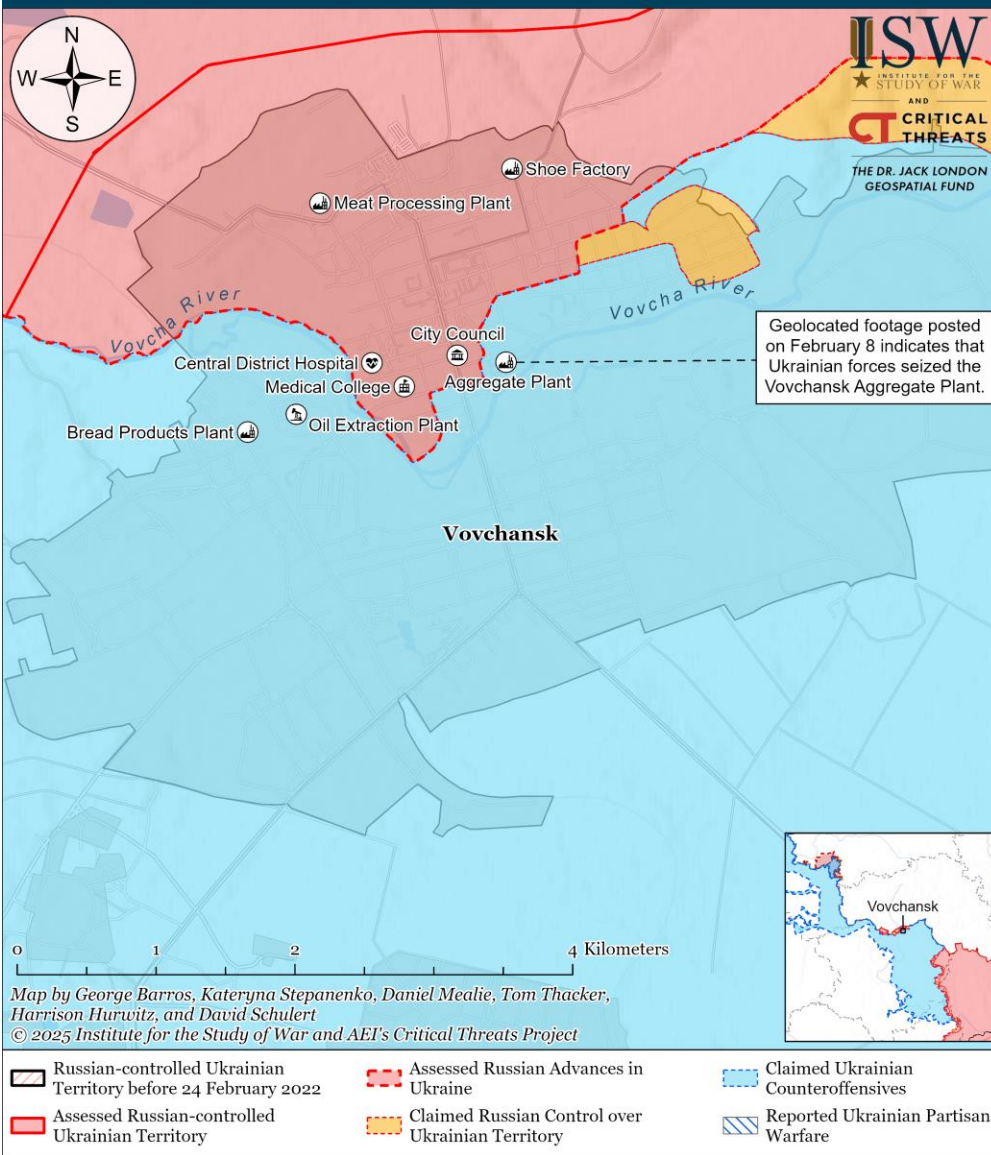 N
W
E
S
ISW
INSTITUTE FOR THE
STUDY OF WAR
AND
CT CRITICAL
THREATS
THE DR. JACK LONDON
GEOSPATIAL FUND
Shoe Factory
Meat Processing Plant
Vovcha River
Vovcha River
Geolocated footage posted
on February 8 indicates that
Ukrainian forces seized the
Vovchansk Aggregate Plant.
City Council
Central District Hospital
Aggregate Plant
Medical College
Oil Extraction Plant
Bread Products Plant
Vovchansk
Vovchansk
0 1 2 4 Kilometers
Map by George Barros, Kateryna Stepanenko, Daniel Mealie, Tom Thacker,
Harrison Hurwitz, and David Schulert
© 2025 Institute for the Study of War and AEI's Critical Threats Project
Russian-controlled Ukrainian
Territory before 24 February 2022
Assessed Russian-controlled
Ukrainian Territory
Assessed Russian Advances in
Ukraine
Claimed Russian Control over
Ukrainian Territory
Claimed Ukrainian
Counteroffensives
Reported Ukrainian Partisan
Warfare